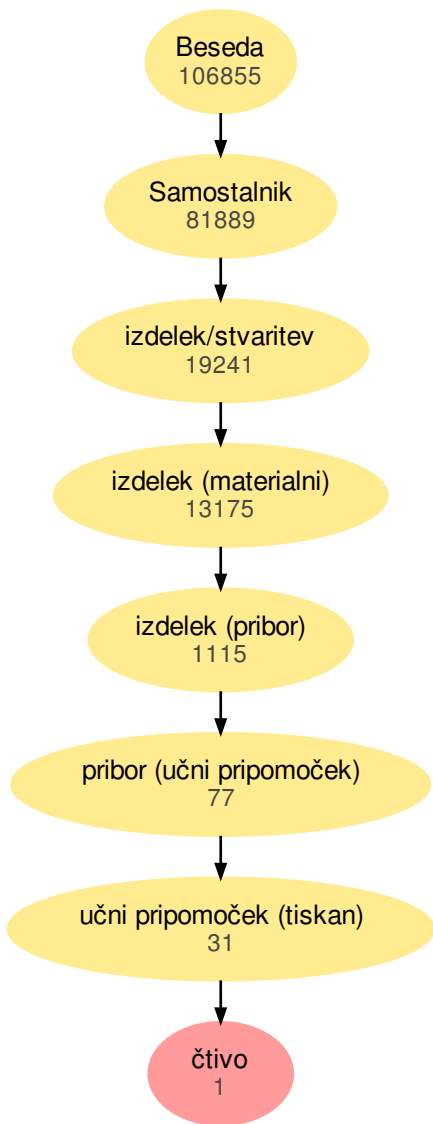 Beseda
106855
Samostalnik
81889
izdelek/stvaritev
19241
izdelek (materialni)
13175
izdelek (pribor)
1115
pribor (učni pripomoček)
77
učni pripomoček (tiskan)
31
čtivo
1